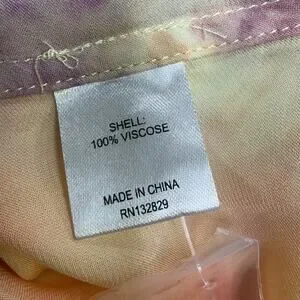 SHELL:
100% VISCOSE
MADE IN CHINA
RN132829